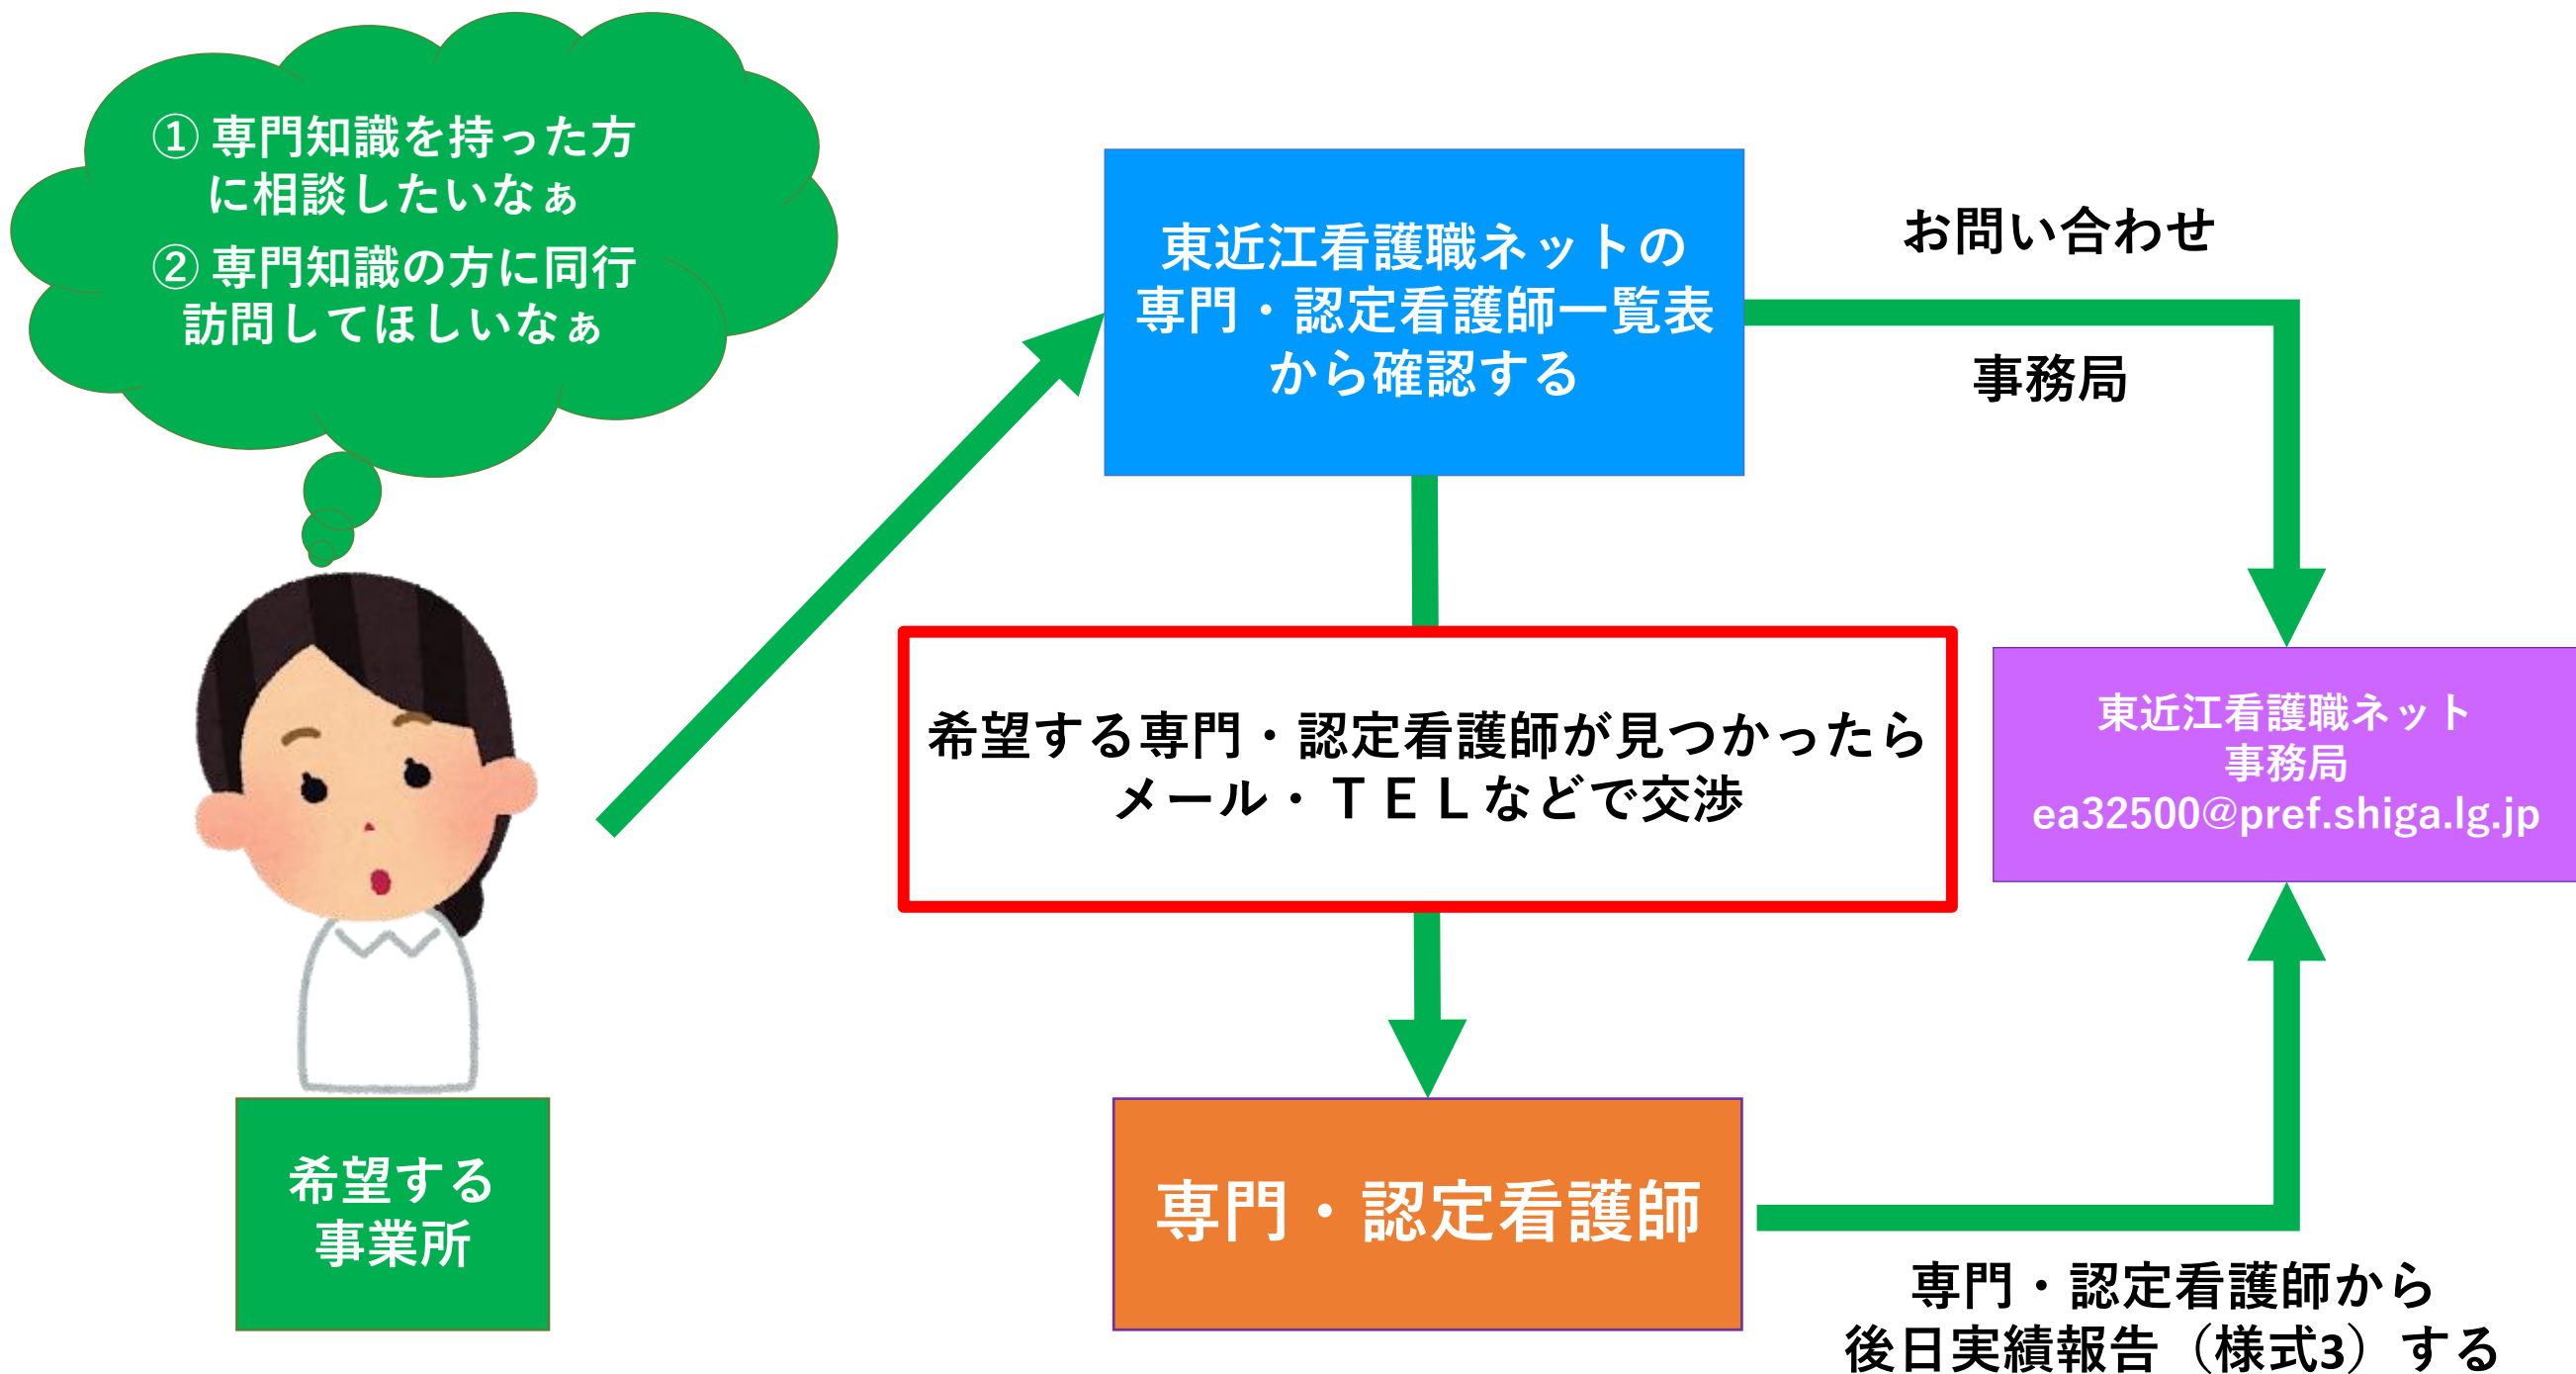 ① 専門知識を持った方
に相談したいなぁ
② 専門知識の方に同行
訪問してほしいなぁ
東近江看護職ネットの
専門・認定看護師一覧表
から確認する
お問い合わせ
事務局
希望する専門・認定看護師が見つかったら
メール・ＴＥＬなどで交渉
東近江看護職ネット
事務局
ea32500@pref.shiga.lg.jp
希望する
事業所
専門・認定看護師
専門・認定看護師から
後日実績報告（様式3）する